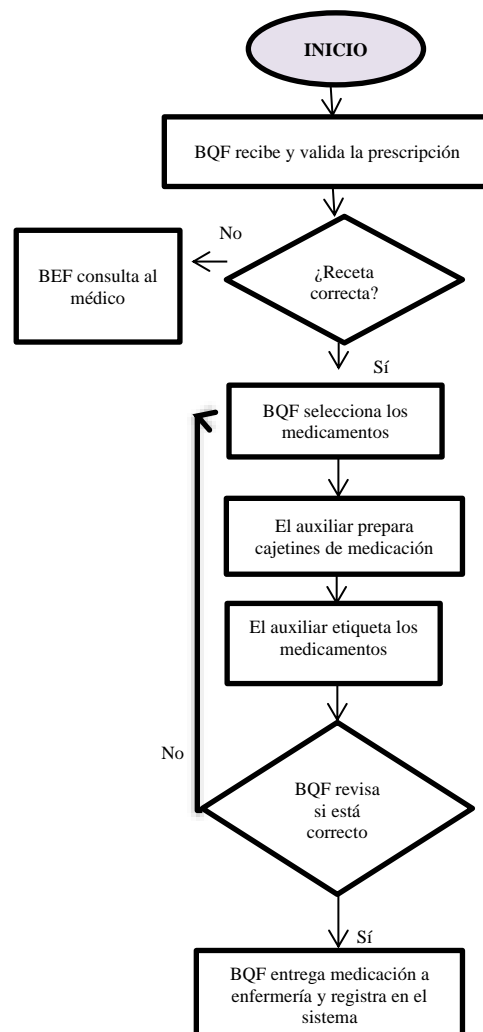 INICIO
BQF recibe y valida la prescripción
No
BEF consulta al
médico
¿Receta
correcta?
Sí
BQF selecciona los
medicamentos
El auxiliar prepara
cajetines de medicación
El auxiliar etiqueta los
medicamentos
No
BQF revisa
si está
correcto
Sí
BQF entrega medicación a
enfermería y registra en el
sistema